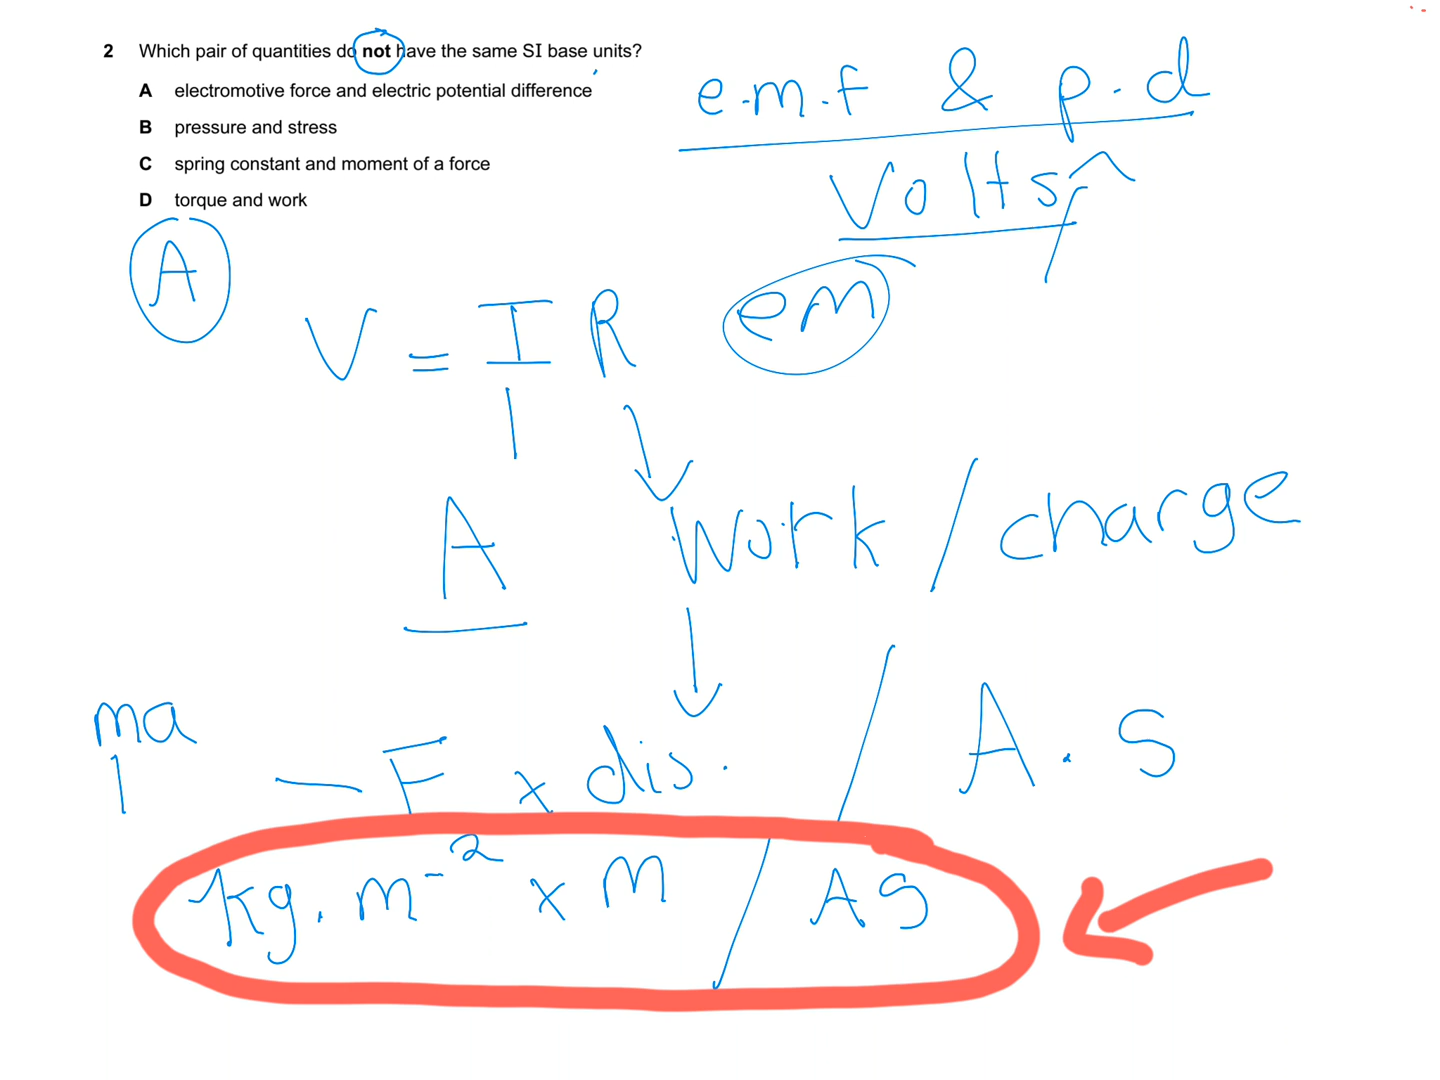 2 Which pair of quantities do not have the same SI base units?
A electromotive force and electric potential difference
B pressure and stress
C spring constant and moment of a force
D torque and work
e.m.f & p.d
Volts
A
V = I R
em
A
Work / charge
ma
F x dis. / A.S
kg.m⁻² x m / A.S